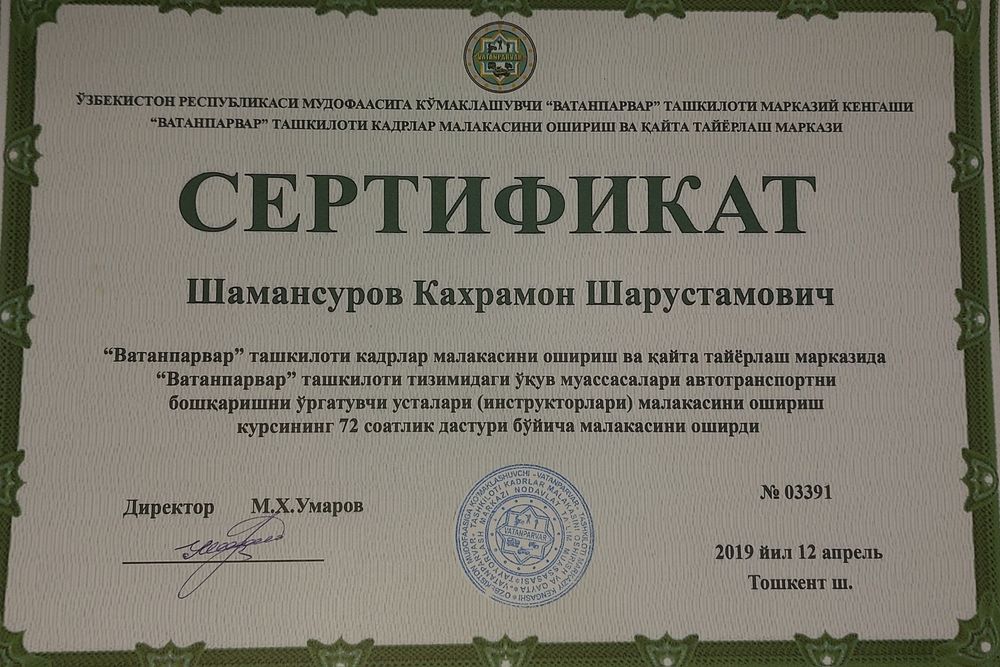 VATANPARVAR
ЎЗБЕКИСТОН РЕСПУБЛИКАСИ МУДОФААСИГА КЎМАКЛАШУВЧИ “ВАТАНПАРВАР” ТАШКИЛОТИ МАРКАЗИЙ КЕНГАШИ
“ВАТАНПАРВАР” ТАШКИЛОТИ КАДРЛАР МАЛАКАСИНИ ОШИРИШ ВА ҚАЙТА ТАЙЁРЛАШ МАРКАЗИ
СЕРТИФИКАТ
Шамансуров Кахрамон Шарустамович
“Ватанпарвар” ташкилоти кадрлар малакасини ошириш ва қайта тайёрлаш марказида
“Ватанпарвар” ташкилоти тизимидаги ўқув муассасалари автотранспортни
бошқаришни ўргатувчи усталари (инструкторлари) малакасини ошириш
курсининг 72 соатлик дастури бўйича малакасини оширди
№ 03391
Директор М.Х.Умаров
2019 йил 12 апрель
Тошкент ш.
VATANPARVAR